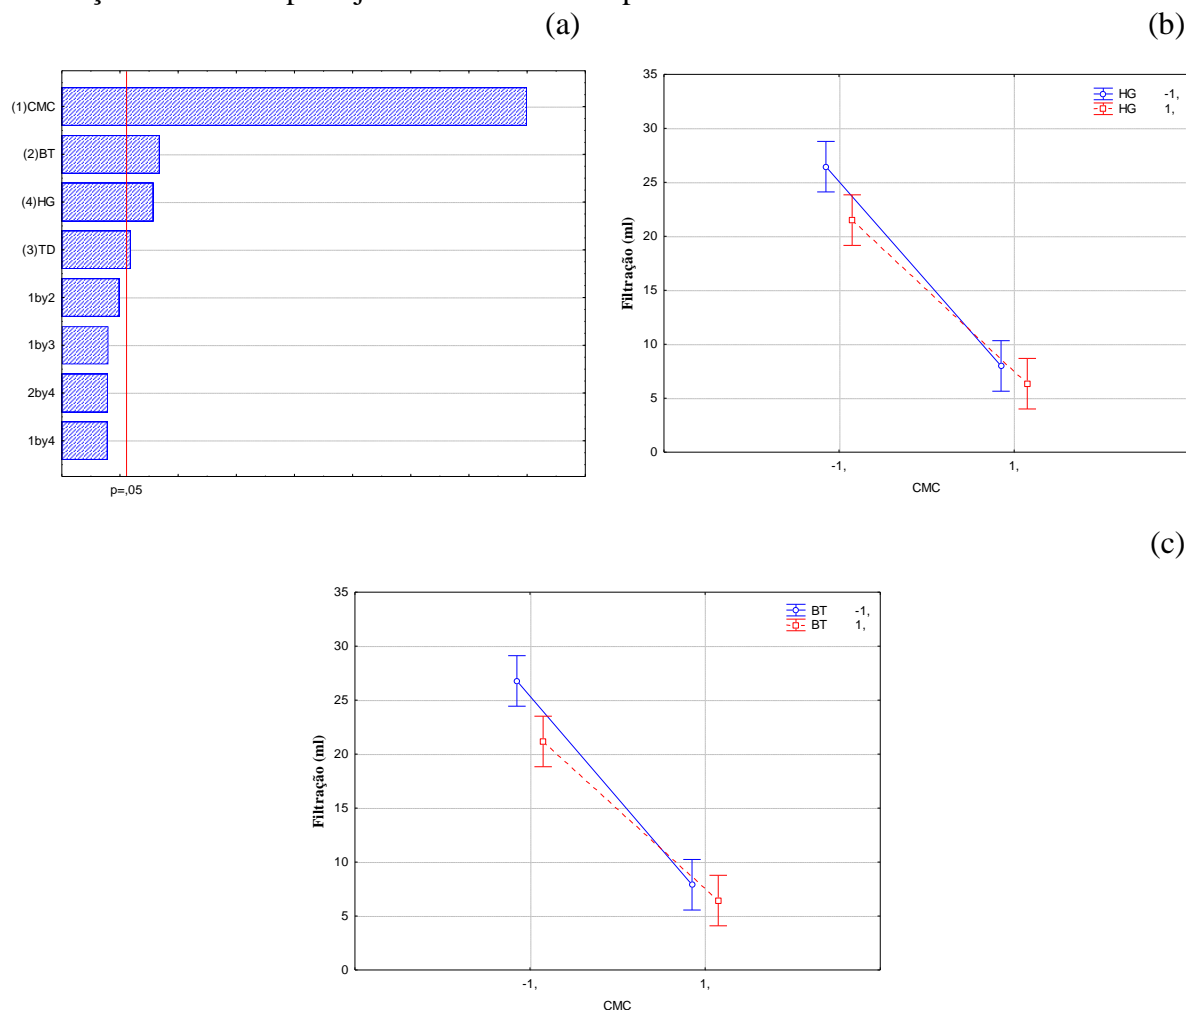 (a)
(1)CMC
(2)BT
(4)HG
(3)TD
1by2
1by3
2by4
1by4
p=,05
(b)
35
30
25
20
15
10
5
0
Filtração (ml)
HG -1,
HG 1,
-1, 1,
CMC
(c)
35
30
25
20
15
10
5
0
Filtração (ml)
BT -1,
BT 1,
-1, 1,
CMC